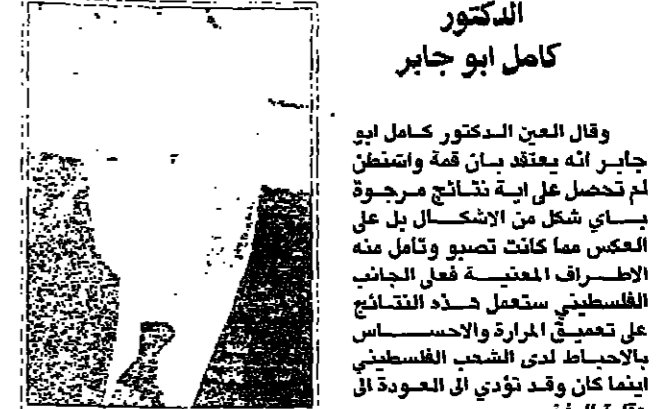 الدكتور
كامل ابو جابر
وقال العين الدكتور كامل ابو
جابر انه يعتقد بان قمة واشنطن
لم تحصل على اية نتائج مرجوة
باي شكل من الاشكال بل على
العكس مما كانت تصبو وتأمل منه
الاطراف المعنية فعلى الجانب
الفلسطيني ستعمل هذه النتائج
على تعميق المرارة والاحساس
بالاحباط لدى الشعب الفلسطيني
اينما كان وقد تؤدي الى العودة الى